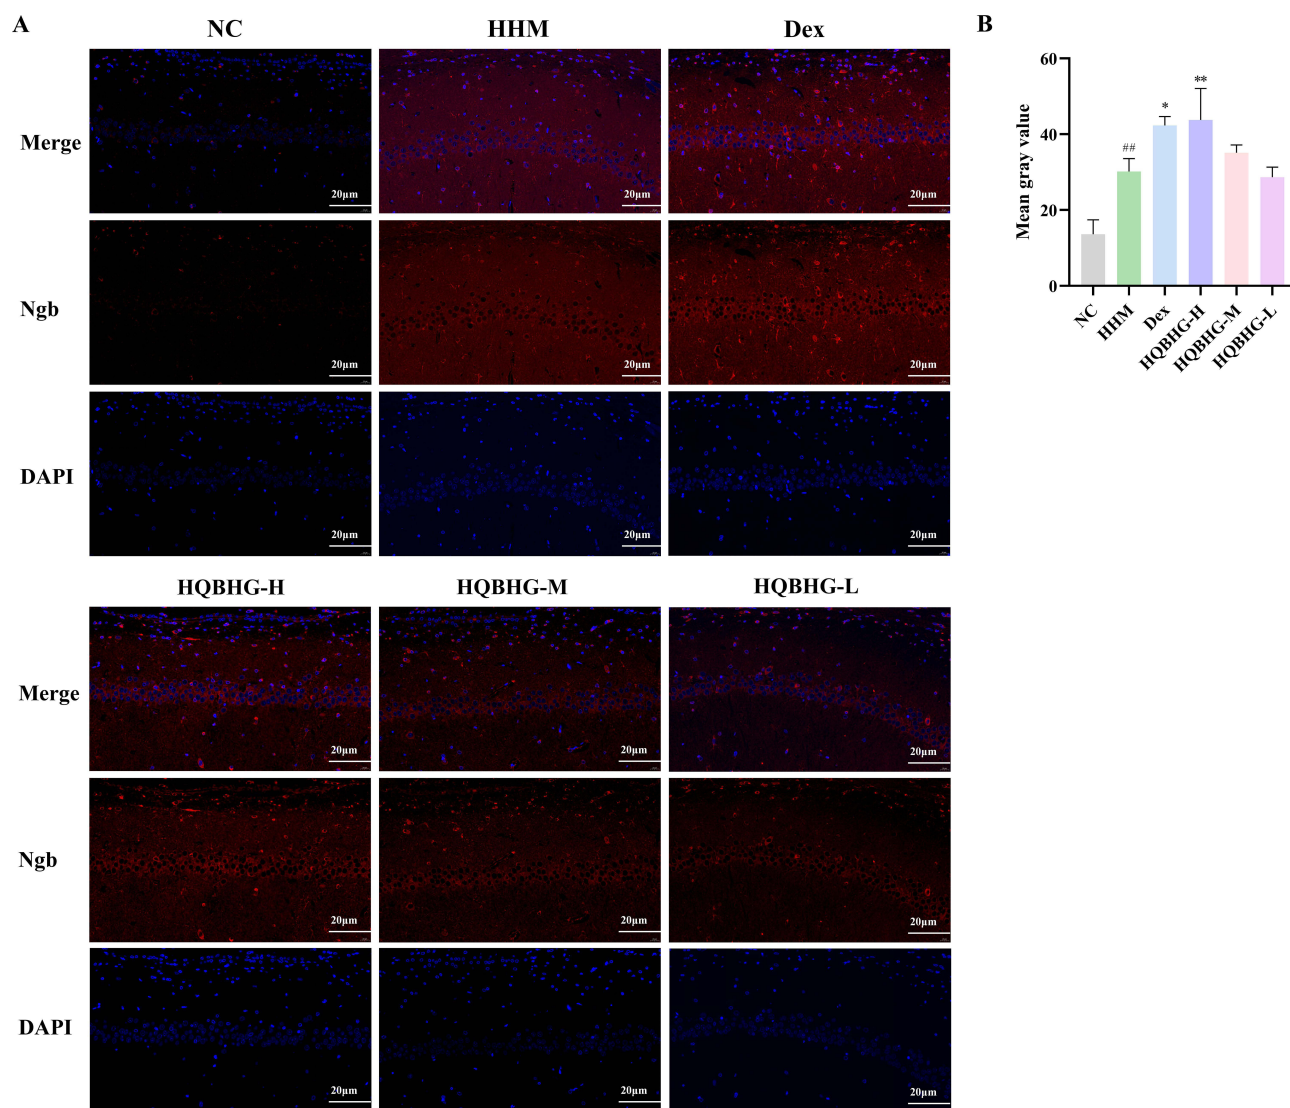 A
NC HHM Dex
Merge
20μm 20μm 20μm
Ngb
20μm 20μm 20μm
DAPI
20μm 20μm 20μm
HQBHG-H HQBHG-M HQBHG-L
Merge
20μm 20μm 20μm
Ngb
20μm 20μm 20μm
DAPI
20μm 20μm 20μm
B
Mean gray value
60
40
20
0
##
*
**
NC HHM Dex HQBHG-H HQBHG-M HQBHG-L